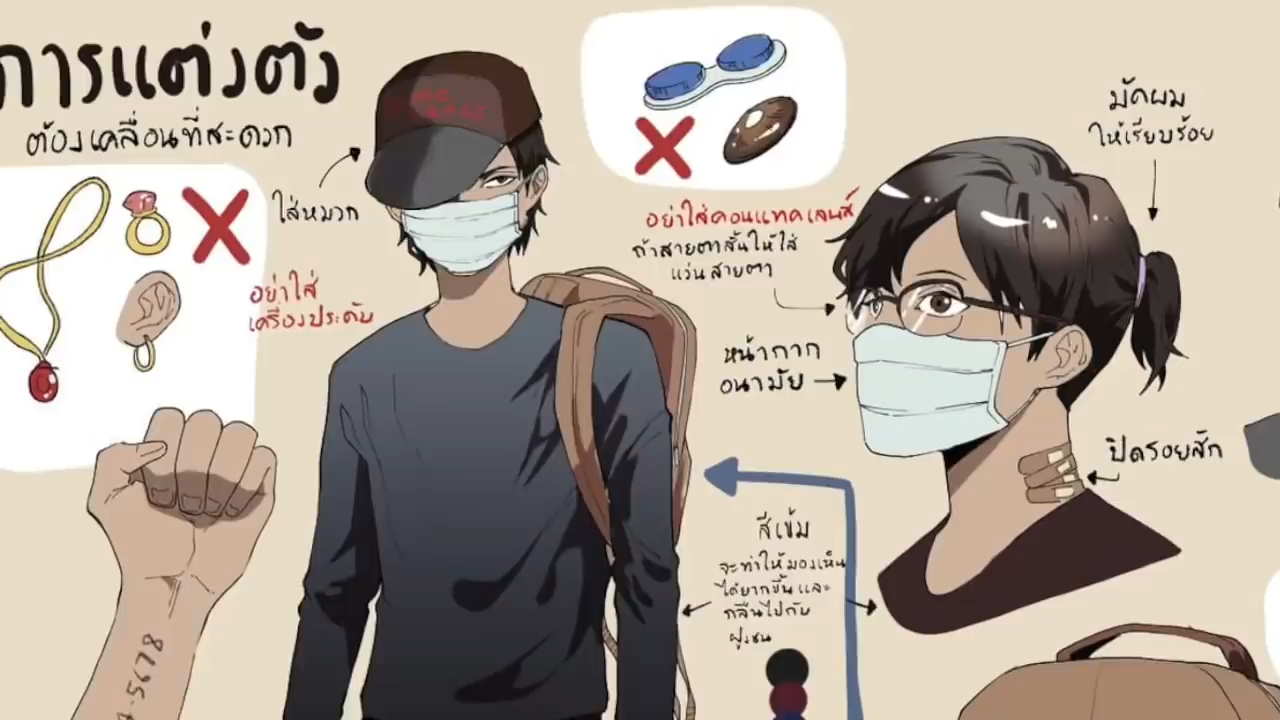 การแต่งตัว
ต้องเคลื่อนที่สะดวก
ใส่หมวก
อย่าใส่
เครื่องประดับ
อย่าใส่คอนแทคเลนส์
ถ้าสายตาสั้นให้ใส่
แว่นสายตา
หน้ากาก
อนามัย
มัดผม
ให้เรียบร้อย
ปิดรอยสัก
สีเข้ม
จะทำให้มองเห็น
ได้ยากขึ้นและ
กลืนไปกับ
ฝูงชน
-5678